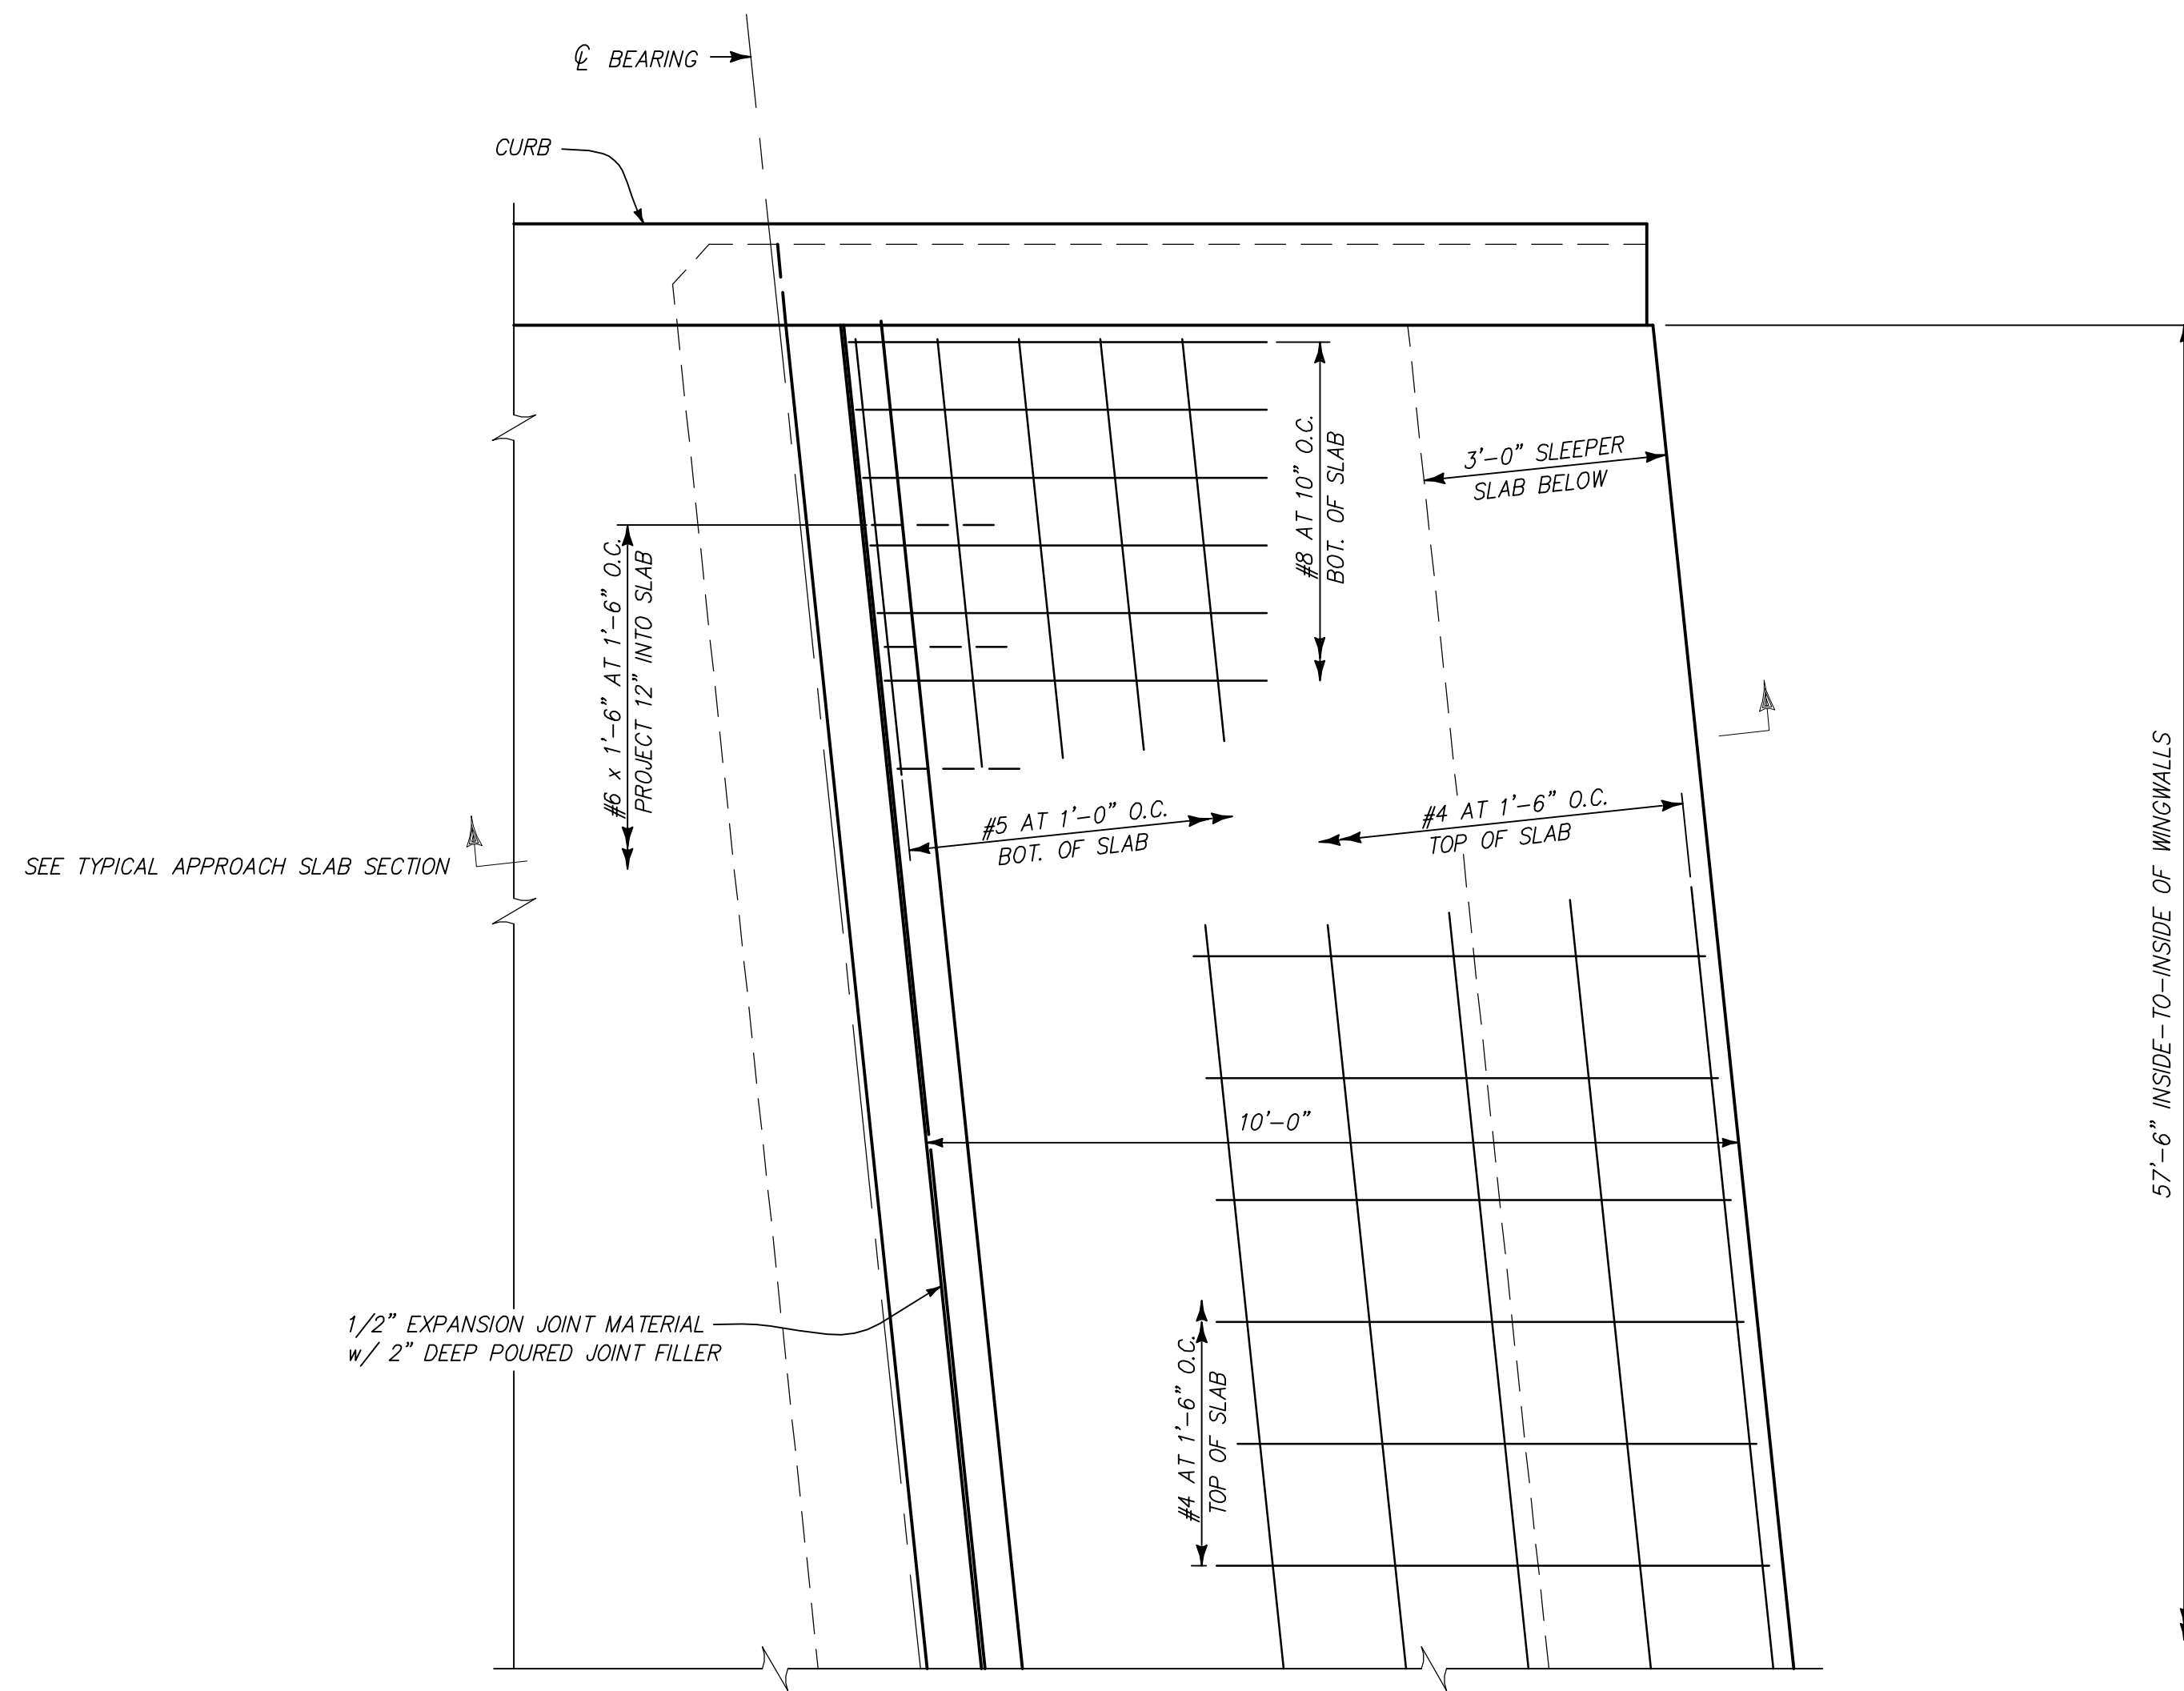 ℄ BEARING
CURB
#8 AT 10" O.C.
BOT. OF SLAB
3'-0" SLEEPER
SLAB BELOW
#6 x 1'-6" AT 1'-6" O.C.
PROJECT 12" INTO SLAB
#5 AT 1'-0" O.C.
BOT. OF SLAB
#4 AT 1'-6" O.C.
TOP OF SLAB
SEE TYPICAL APPROACH SLAB SECTION
57'-6" INSIDE-TO-INSIDE OF WINGWALLS
10'-0"
1/2" EXPANSION JOINT MATERIAL
w/ 2" DEEP POURED JOINT FILLER
#4 AT 1'-6" O.C.
TOP OF SLAB